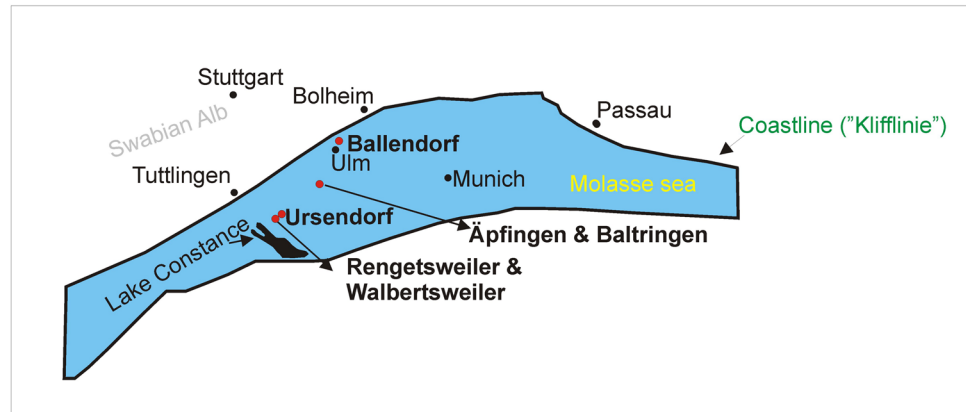 Stuttgart
Swabian Alb
Bolheim
Passau
Coastline ("Klifflinie")
Ballendorf
Ulm
Tuttlingen
Munich
Molasse sea
Ursendorf
Äpfingen & Baltringen
Lake Constance
Rengetsweiler &
Walbertsweiler